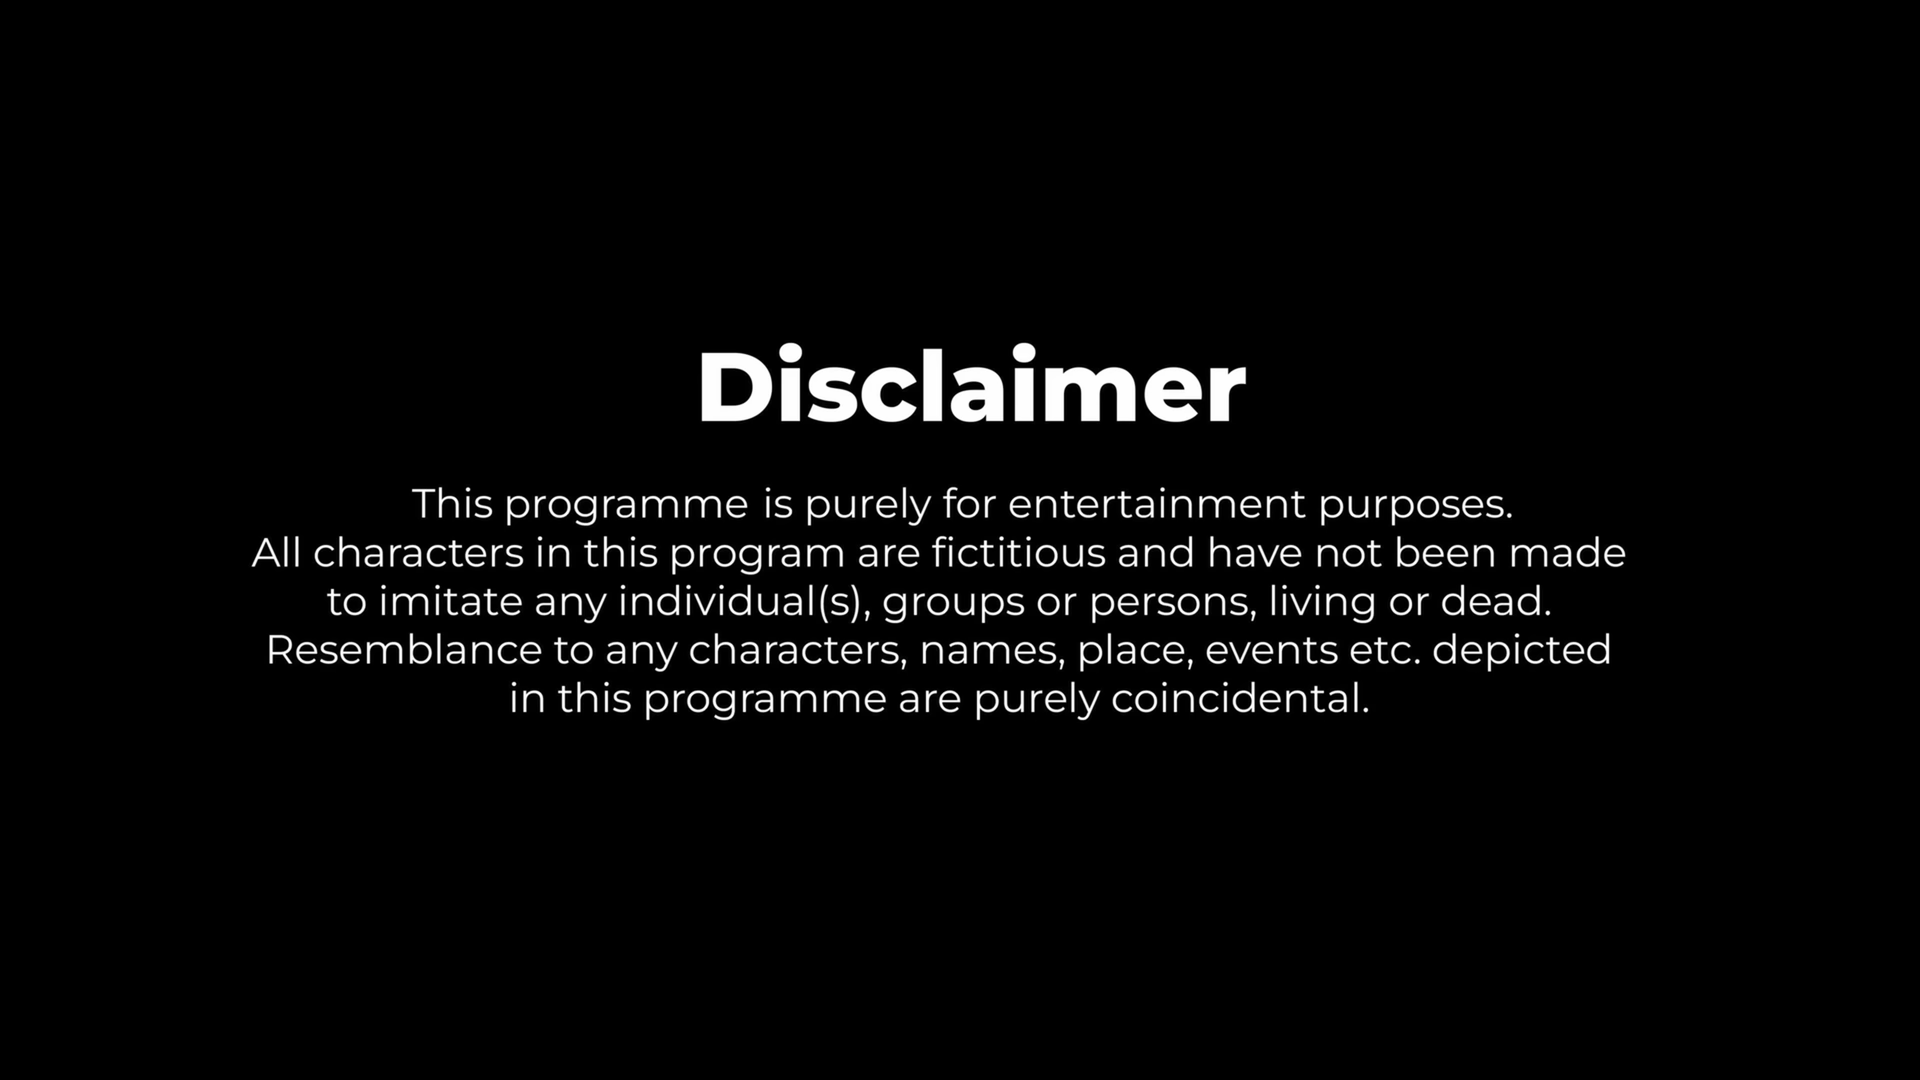 Disclaimer
This programme is purely for entertainment purposes.
All characters in this program are fictitious and have not been made
to imitate any individual(s), groups or persons, living or dead.
Resemblance to any characters, names, place, events etc. depicted
in this programme are purely coincidental.